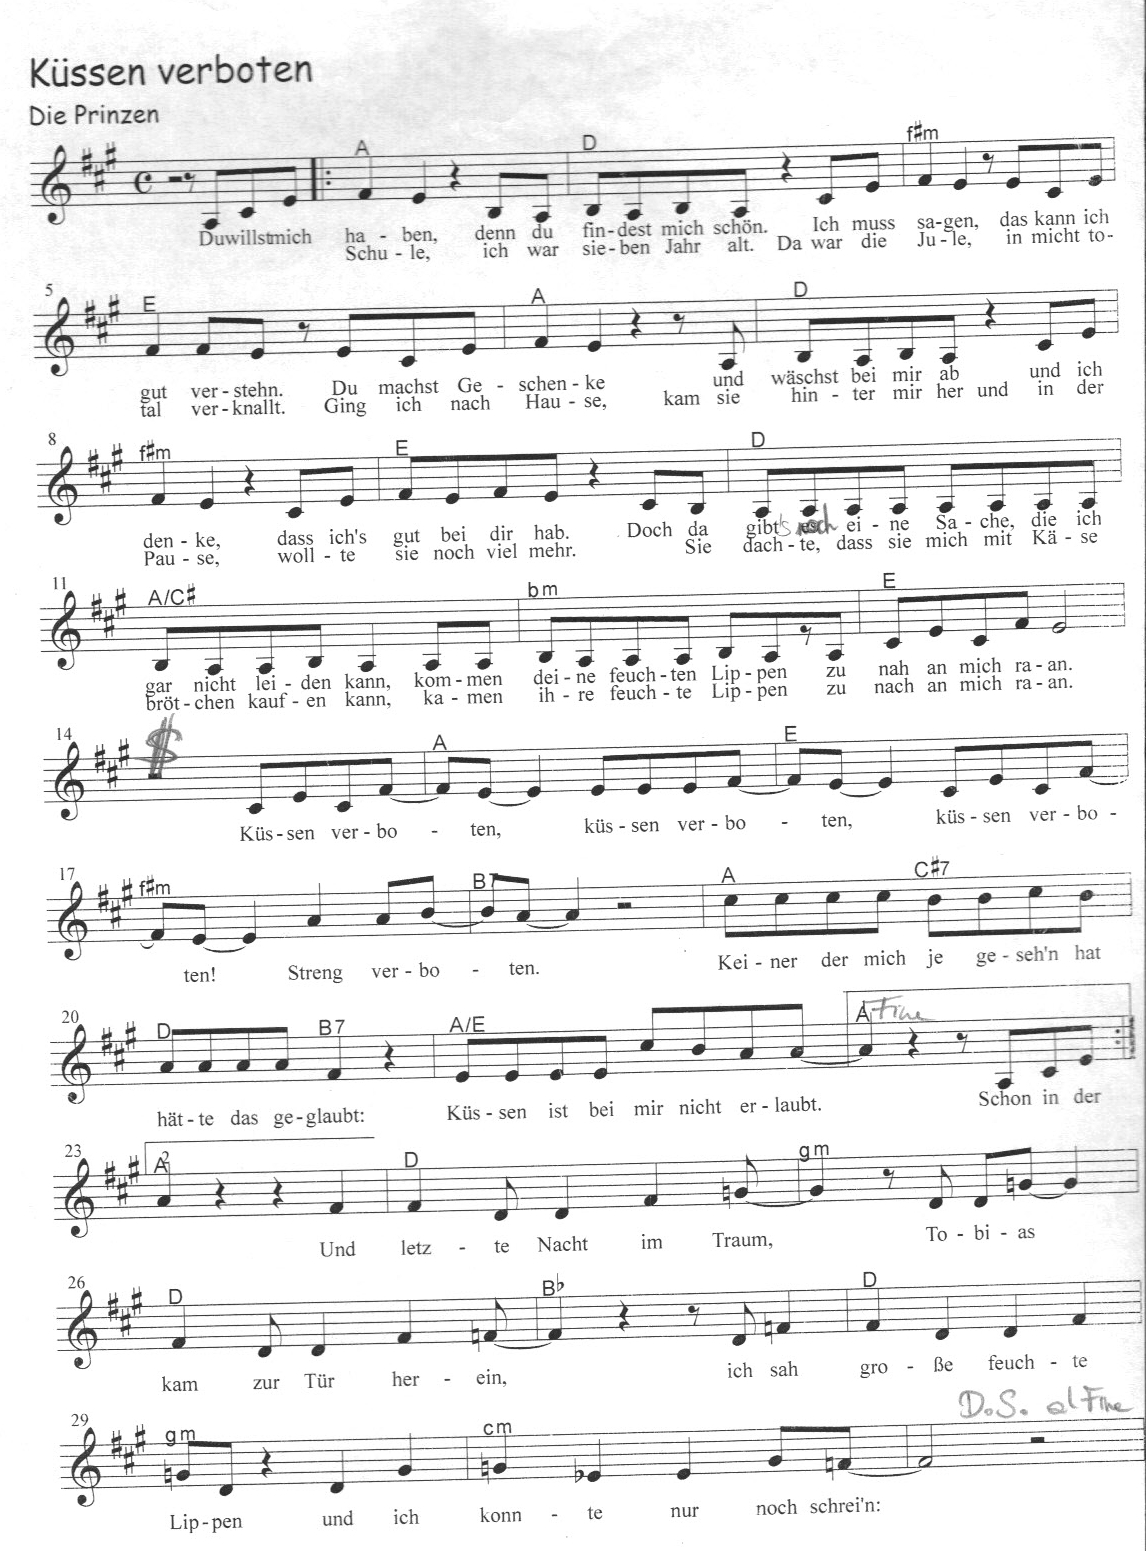 Küssen verboten
Die Prinzen
A D f#m
Duwillstmich ha - ben, denn du fin-dest mich schön. Ich muss sa-gen, das kann ich
Schu - le, ich war sie-ben Jahr alt. Da war die Ju - le, in micht to-
5
E A D
gut ver-stehn. Du machst Ge - schen - ke und wäschst bei mir ab und ich
tal ver-knallt. Ging ich nach Hau - se, kam sie hin - ter mir her und in der
8
f#m E D
den - ke, dass ich's gut bei dir hab. Doch da gibt's noch ei - ne Sa - che, die ich
Pau - se, woll - te sie noch viel mehr. Sie dach - te, dass sie mich mit Kä - se
11
A/C# bm E
gar nicht lei - den kann, kom - men dei - ne feuch - ten Lip - pen zu nah an mich ra - an.
bröt - chen kauf - en kann, ka - men ih - re feuch - te Lip - pen zu nach an mich ra - an.
14
A E
Küs - sen ver - bo - ten, küs - sen ver - bo - ten, küs - sen ver - bo -
17
f#m B7 A C#7
ten! Streng ver - bo - ten. Kei - ner der mich je ge - seh'n hat
20
D B7 A/E A Fine
hät - te das ge - glaubt: Küs - sen ist bei mir nicht er - laubt. Schon in der
23
2
A D gm
Und letz - te Nacht im Traum, To - bi - as
26
D Bb D
kam zur Tür her - ein, ich sah gro - ße feuch - te
D.S. al Fine
29
gm cm
Lip - pen und ich konn - te nur noch schrei'n: